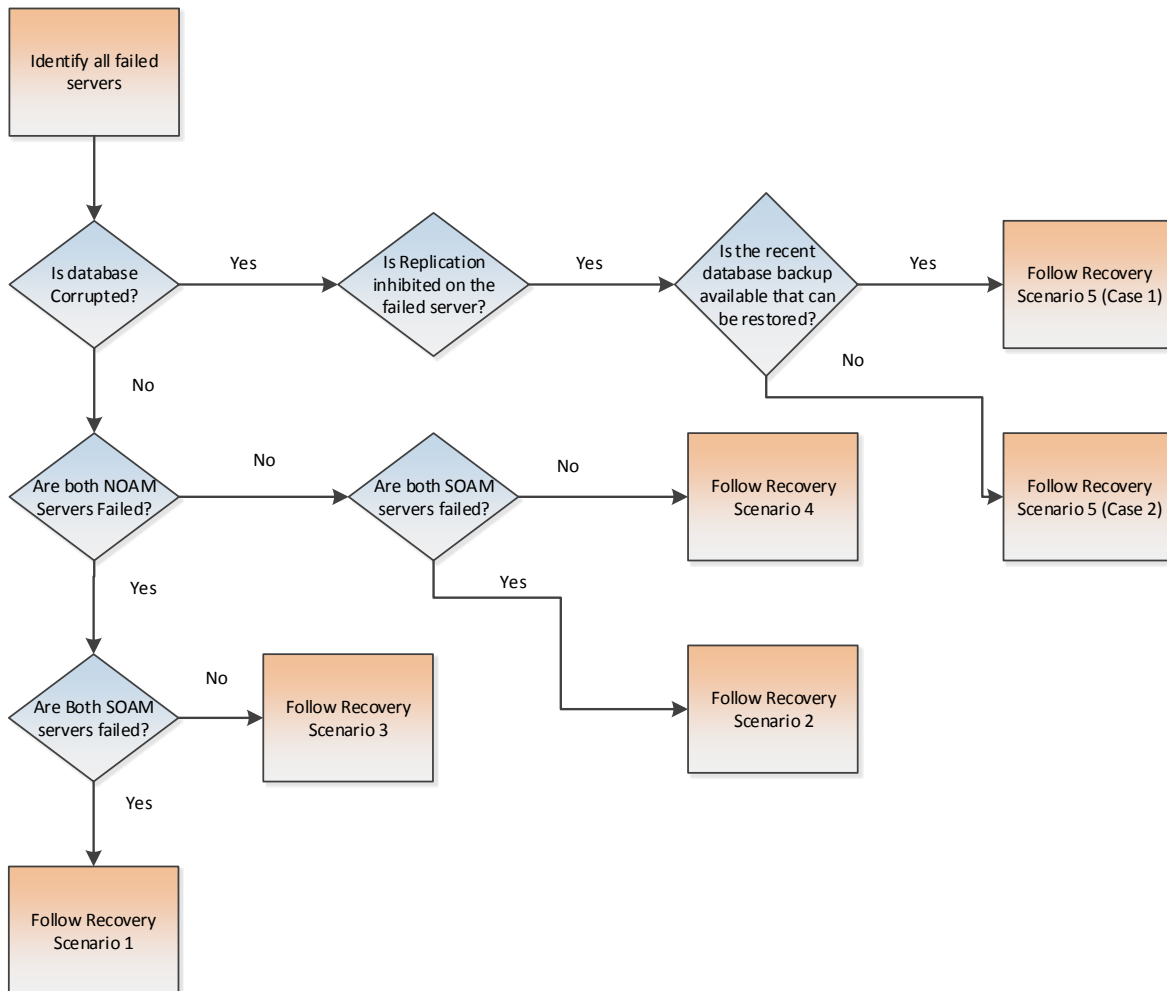 Identify all failed
servers
Is database
Corrupted?
Yes
Is Replication
inhibited on the
failed server?
Yes
Is the recent
database backup
available that can
be restored?
Yes
Follow Recovery
Scenario 5 (Case 1)
No
No
Are both NOAM
Servers Failed?
No
Are both SOAM
servers failed?
No
Follow Recovery
Scenario 4
Follow Recovery
Scenario 5 (Case 2)
Yes
Yes
Are Both SOAM
servers failed?
No
Follow Recovery
Scenario 3
Follow Recovery
Scenario 2
Yes
Follow Recovery
Scenario 1